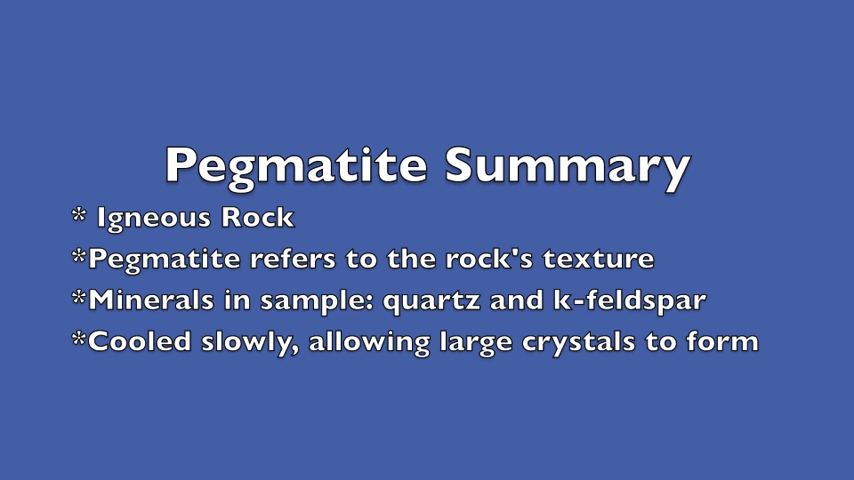 Pegmatite Summary
* Igneous Rock
*Pegmatite refers to the rock's texture
*Minerals in sample: quartz and k-feldspar
*Cooled slowly, allowing large crystals to form